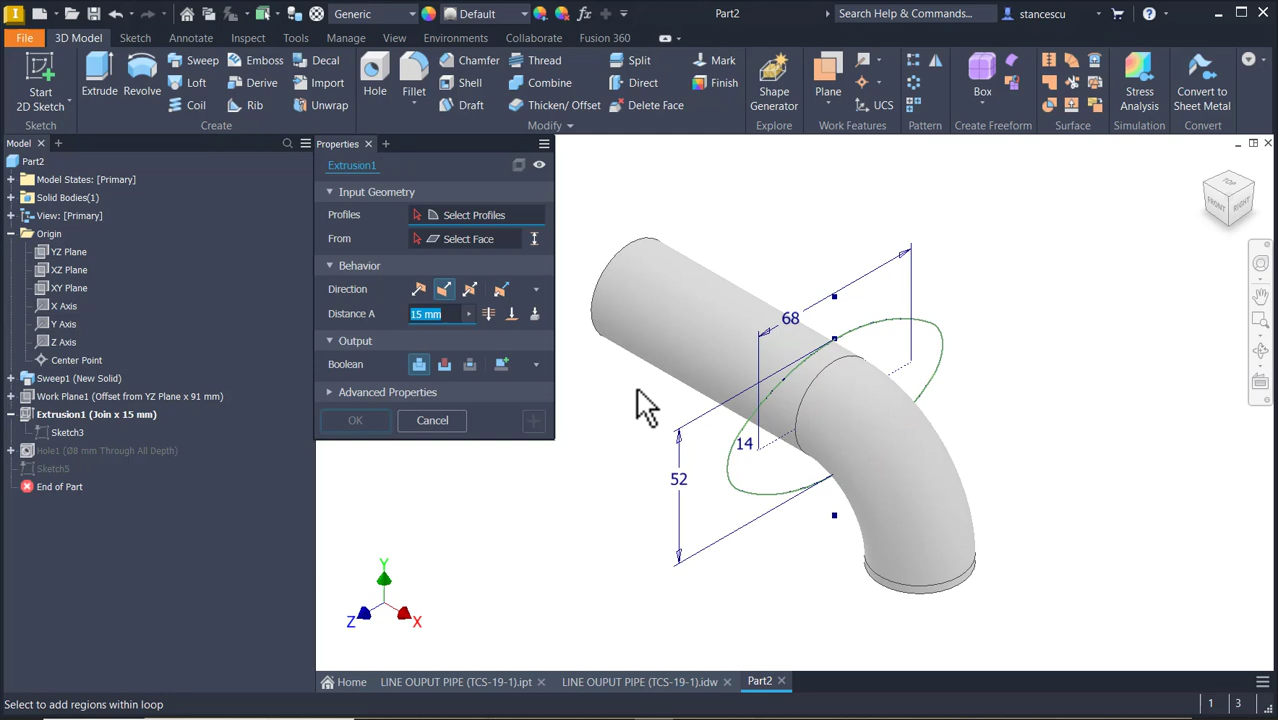 Generic
Default
Part2
Search Help & Commands...
stancescu
File
3D Model
Sketch
Annotate
Inspect
Tools
Manage
View
Environments
Collaborate
Fusion 360
Start
2D Sketch
Extrude
Revolve
Sweep
Loft
Coil
Emboss
Derive
Rib
Decal
Import
Unwrap
Hole
Fillet
Chamfer
Shell
Draft
Thread
Combine
Thicken/ Offset
Split
Direct
Delete Face
Mark
Finish
Shape
Generator
Plane
UCS
Box
Stress
Analysis
Convert to
Sheet Metal
Sketch
Create
Modify
Explore
Work Features
Pattern
Create Freeform
Surface
Simulation
Convert
Model
Part2
Model States: [Primary]
Solid Bodies(1)
View: [Primary]
Origin
YZ Plane
XZ Plane
XY Plane
X Axis
Y Axis
Z Axis
Center Point
Sweep1 (New Solid)
Work Plane1 (Offset from YZ Plane x 91 mm)
Extrusion1 (Join x 15 mm)
Sketch3
Hole1 (Ø8 mm Through All Depth)
Sketch5
End of Part
Properties
Extrusion1
Input Geometry
Profiles
Select Profiles
From
Select Face
Behavior
Direction
Distance A
15 mm
Output
Boolean
Advanced Properties
OK
Cancel
68
14
52
TOP
FRONT
RIGHT
Y
Z
X
Home
LINE OUPUT PIPE (TCS-19-1).ipt
LINE OUPUT PIPE (TCS-19-1).idw
Part2
Select to add regions within loop
1
3